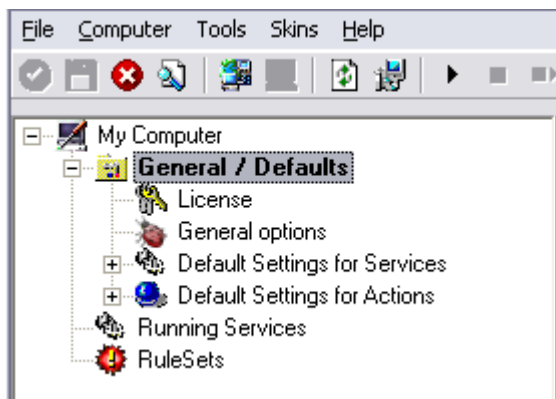 File Computer Tools Skins Help
My Computer
General / Defaults
License
General options
Default Settings for Services
Default Settings for Actions
Running Services
RuleSets